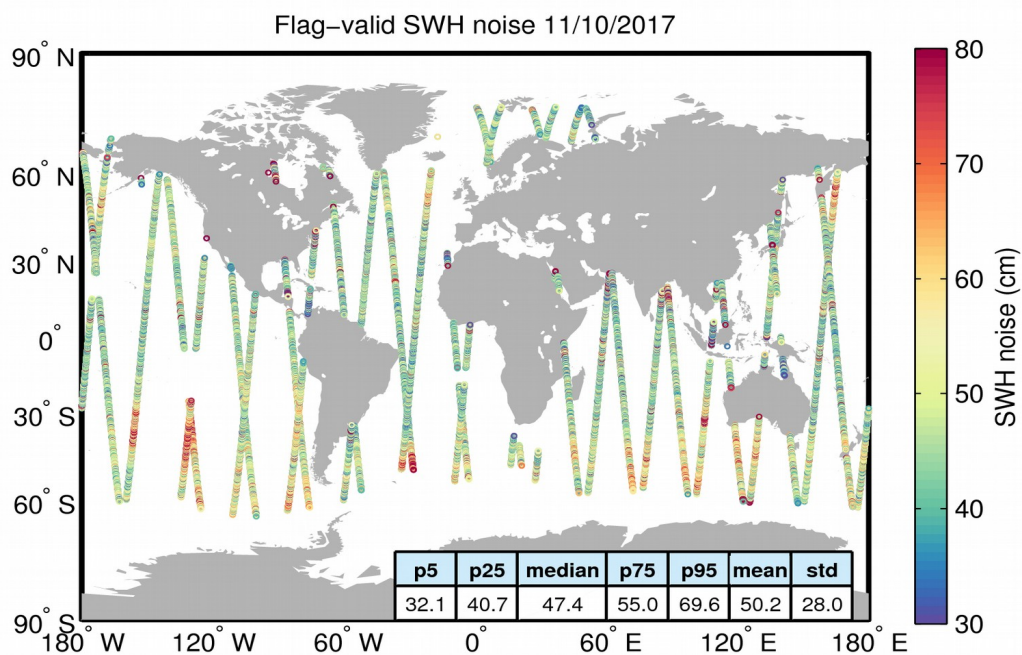 Flag−valid SWH noise 11/10/2017
90° N
60° N
30° N
0°
30° S
60° S
90° S
180° W
120° W
60° W
0°
60° E
120° E
180° E
p5 p25 median p75 p95 mean std
32.1 40.7 47.4 55.0 69.6 50.2 28.0
80
70
60
50
40
30
SWH noise (cm)